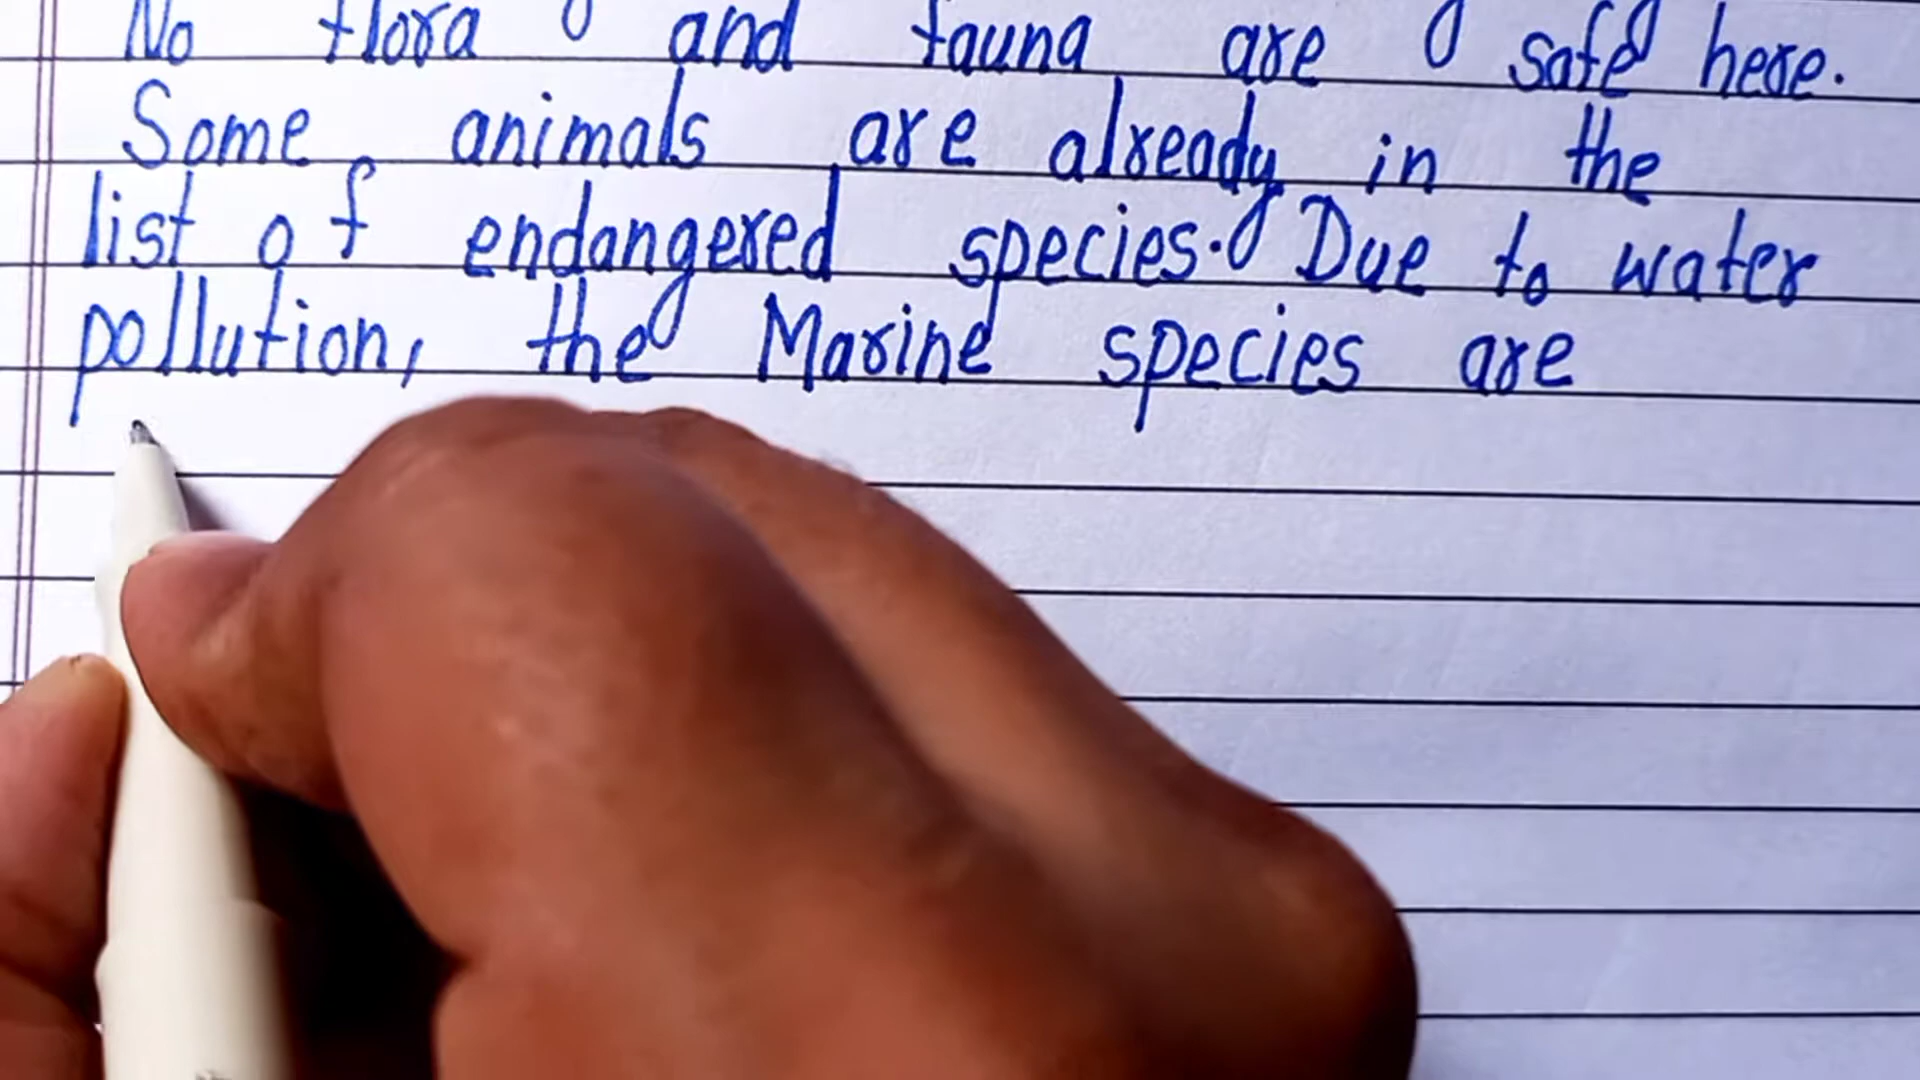 No flora and fauna are safe here.
Some animals are already in the
list of endangered species. Due to water
pollution, the Marine species are